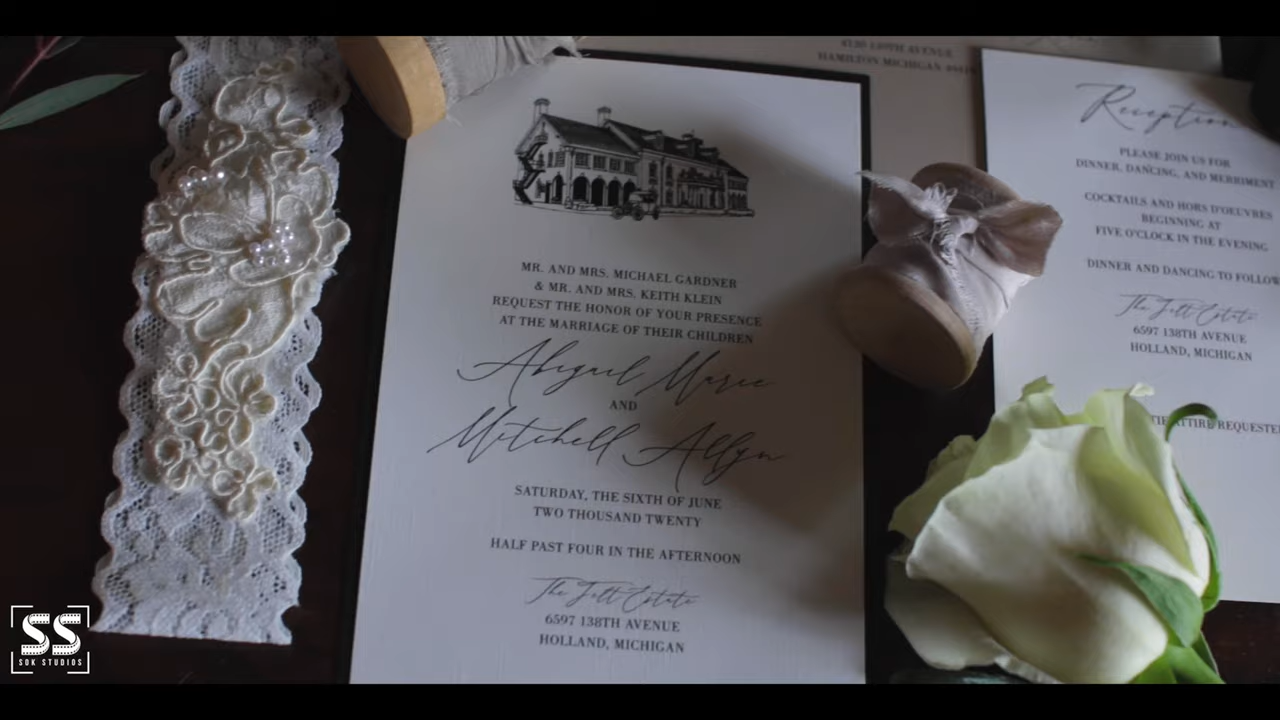 4120 139TH AVENUE
HAMILTON MICHIGAN
MR. AND MRS. MICHAEL GARDNER
& MR. AND MRS. KEITH KLEIN
REQUEST THE HONOR OF YOUR PRESENCE
AT THE MARRIAGE OF THEIR CHILDREN
Abigail Marie
AND
Mitchell Allyn
SATURDAY, THE SIXTH OF JUNE
TWO THOUSAND TWENTY
HALF PAST FOUR IN THE AFTERNOON
The Felt Estate
6597 138TH AVENUE
HOLLAND, MICHIGAN
Reception
PLEASE JOIN US FOR
DINNER, DANCING, AND MERRIMENT
COCKTAILS AND HORS D'OEUVRES
BEGINNING AT
FIVE O'CLOCK IN THE EVENING
DINNER AND DANCING TO FOLLOW
The Felt Estate
6597 138TH AVENUE
HOLLAND, MICHIGAN
ATTIRE REQUESTE
SS
SOK STUDIOS